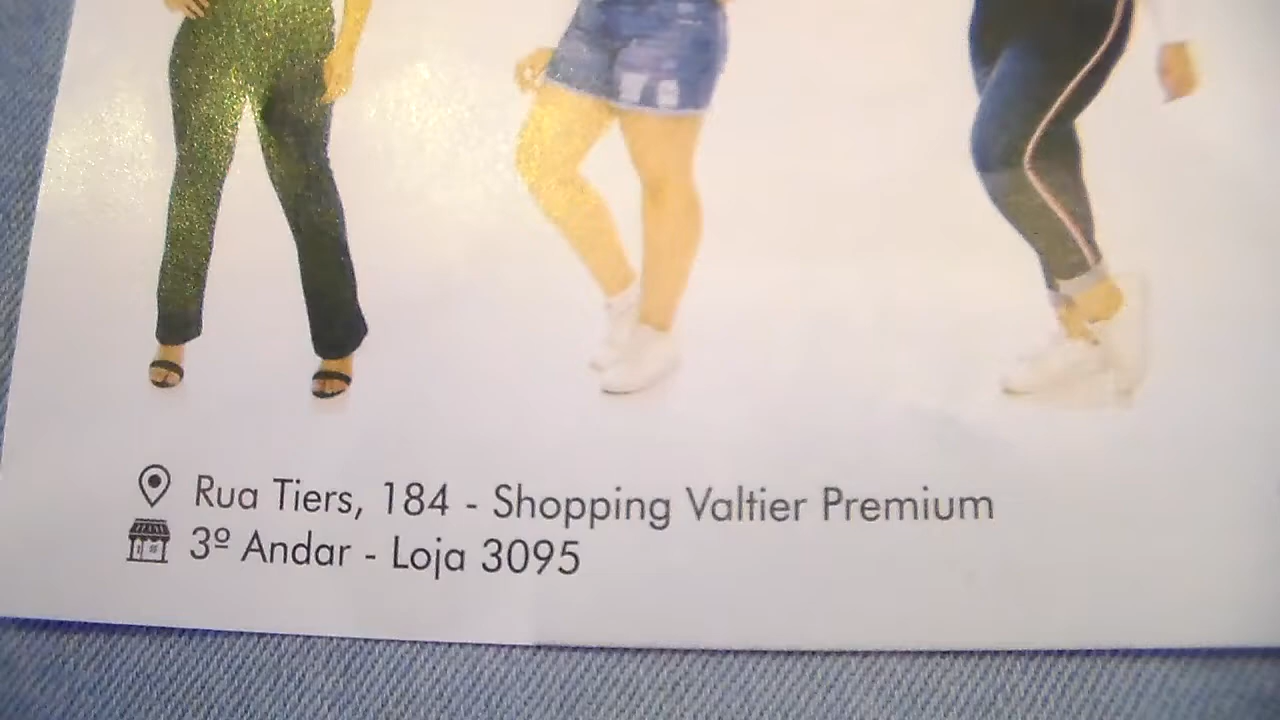 Rua Tiers, 184 - Shopping Valtier Premium
3º Andar - Loja 3095